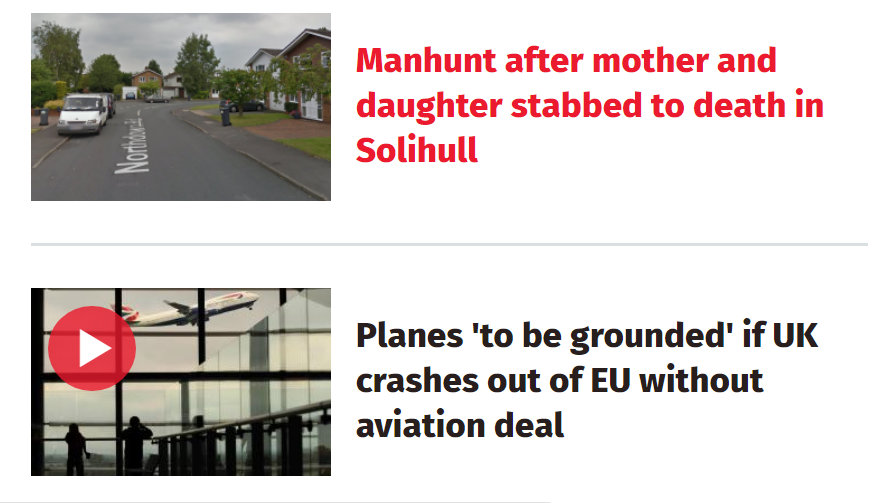 Manhunt after mother and
daughter stabbed to death in
Solihull
Planes 'to be grounded' if UK
crashes out of EU without
aviation deal